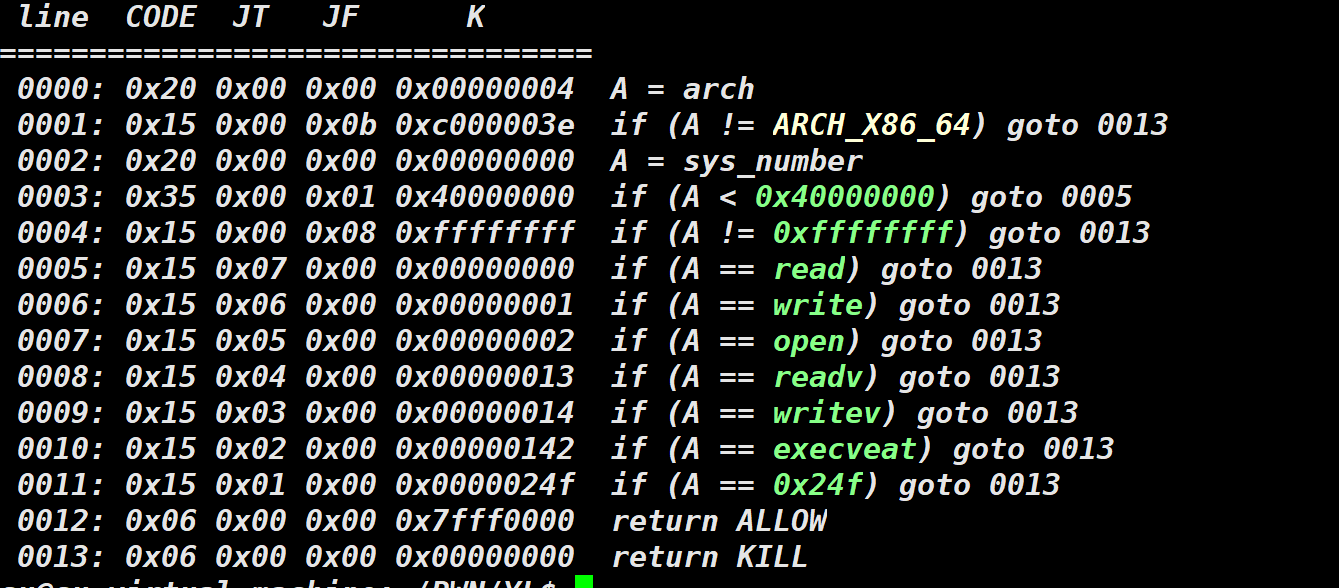 line CODE JT JF K
=================================
0000: 0x20 0x00 0x00 0x00000004 A = arch
0001: 0x15 0x00 0x0b 0xc000003e if (A != ARCH_X86_64) goto 0013
0002: 0x20 0x00 0x00 0x00000000 A = sys_number
0003: 0x35 0x00 0x01 0x40000000 if (A < 0x40000000) goto 0005
0004: 0x15 0x00 0x08 0xffffffff if (A != 0xffffffff) goto 0013
0005: 0x15 0x07 0x00 0x00000000 if (A == read) goto 0013
0006: 0x15 0x06 0x00 0x00000001 if (A == write) goto 0013
0007: 0x15 0x05 0x00 0x00000002 if (A == open) goto 0013
0008: 0x15 0x04 0x00 0x00000013 if (A == readv) goto 0013
0009: 0x15 0x03 0x00 0x00000014 if (A == writev) goto 0013
0010: 0x15 0x02 0x00 0x00000142 if (A == execveat) goto 0013
0011: 0x15 0x01 0x00 0x0000024f if (A == 0x24f) goto 0013
0012: 0x06 0x00 0x00 0x7fff0000 return ALLOW
0013: 0x06 0x00 0x00 0x00000000 return KILL